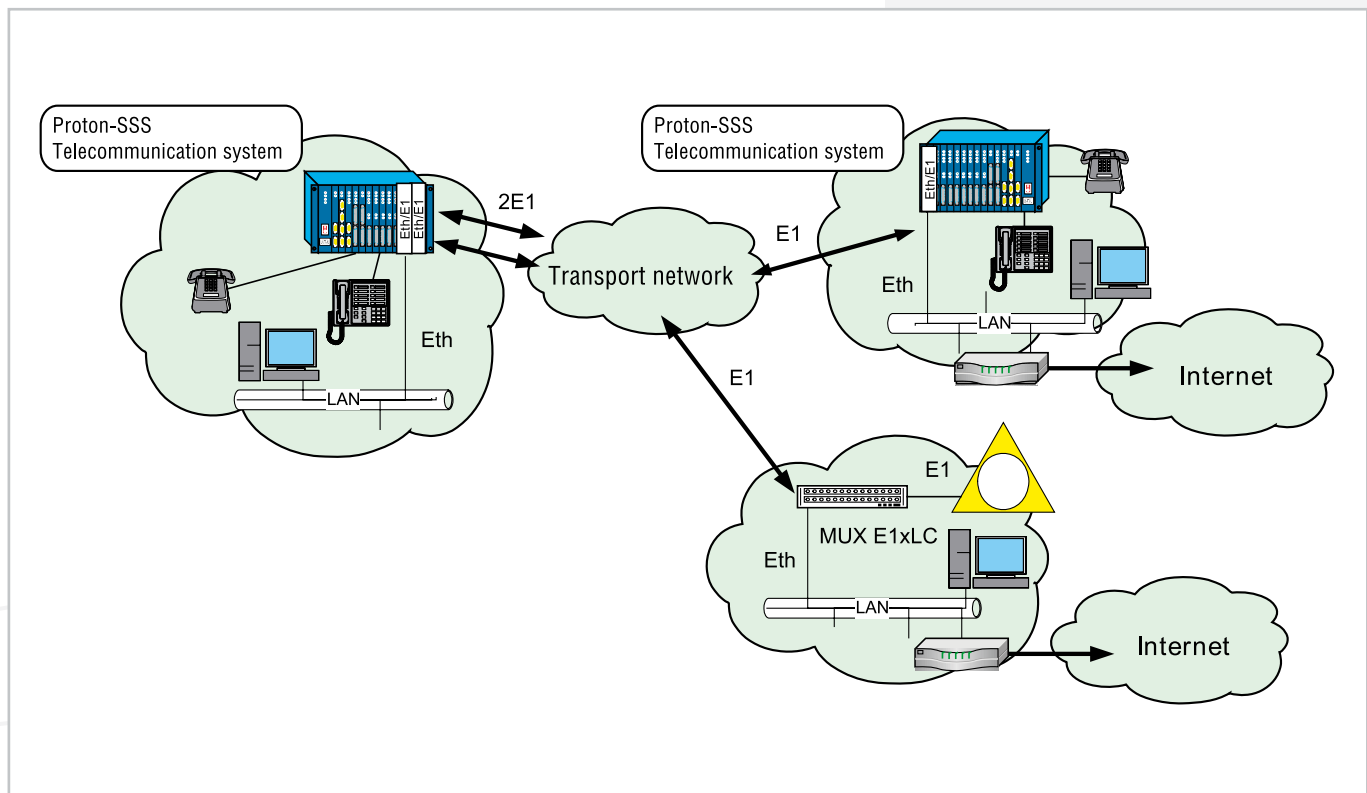 Proton-SSS
Telecommunication system
Eth/E1
Eth/E1
2E1
Transport network
Eth
LAN
Proton-SSS
Telecommunication system
Eth/E1
E1
Eth
LAN
Internet
E1
E1
MUX E1xLC
Eth
LAN
Internet